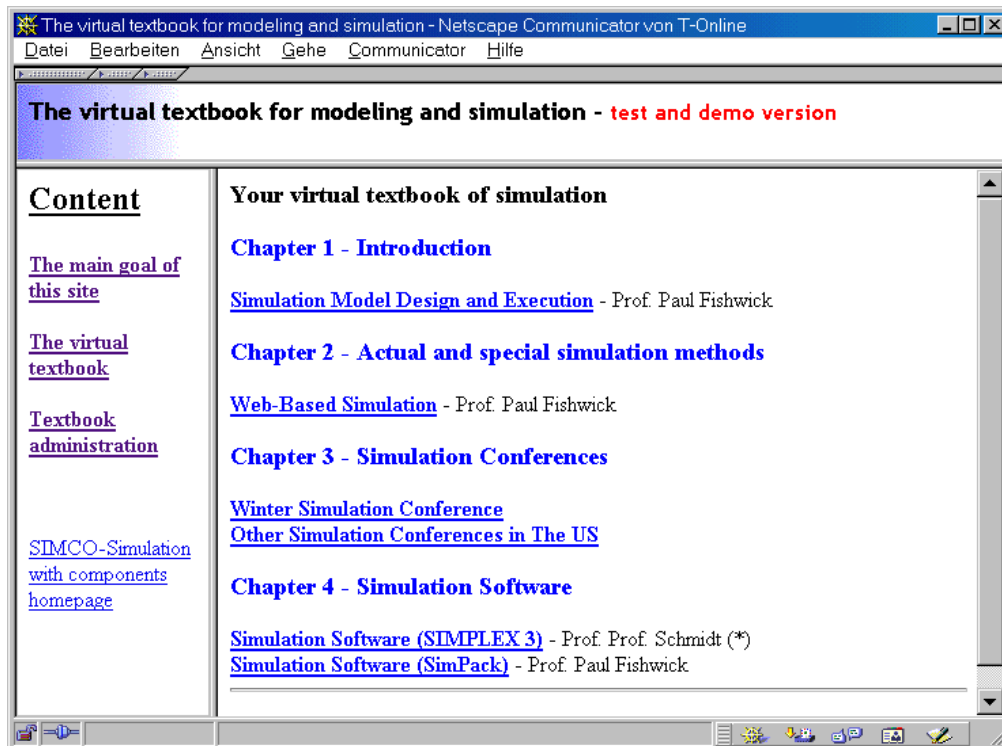 The virtual textbook for modeling and simulation - Netscape Communicator von T-Online
Datei Bearbeiten Ansicht Gehe Communicator Hilfe
The virtual textbook for modeling and simulation - test and demo version
Content
The main goal of
this site
The virtual
textbook
Textbook
administration
SIMCO-Simulation
with components
homepage
Your virtual textbook of simulation
Chapter 1 - Introduction
Simulation Model Design and Execution - Prof. Paul Fishwick
Chapter 2 - Actual and special simulation methods
Web-Based Simulation - Prof. Paul Fishwick
Chapter 3 - Simulation Conferences
Winter Simulation Conference
Other Simulation Conferences in The US
Chapter 4 - Simulation Software
Simulation Software (SIMPLEX 3) - Prof. Prof. Schmidt (*)
Simulation Software (SimPack) - Prof. Paul Fishwick